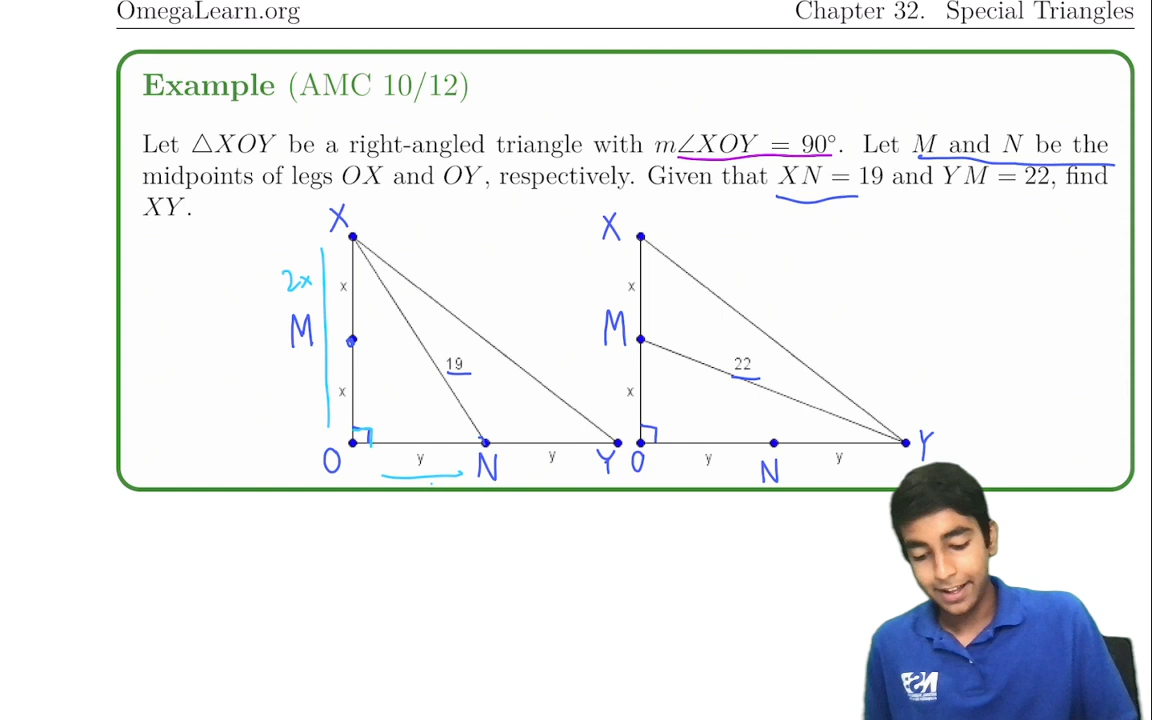 OmegaLearn.org Chapter 32. Special Triangles
Example (AMC 10/12)
Let △XOY be a right-angled triangle with m∠XOY = 90°. Let M and N be the
midpoints of legs OX and OY, respectively. Given that XN = 19 and YM = 22, find
XY.
X X
2x x x
M M
19 22
x x
O y N y Y O y N y Y